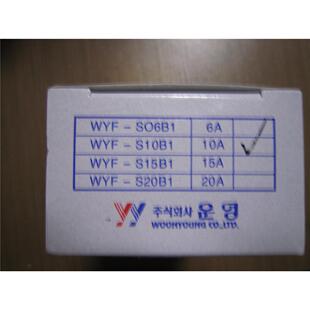 WYF - SO6B1 6A
WYF - S10B1 10A
WYF - S15B1 15A
WYF - S20B1 20A
주식회사 운영
WOONYOUNG CO.,LTD.